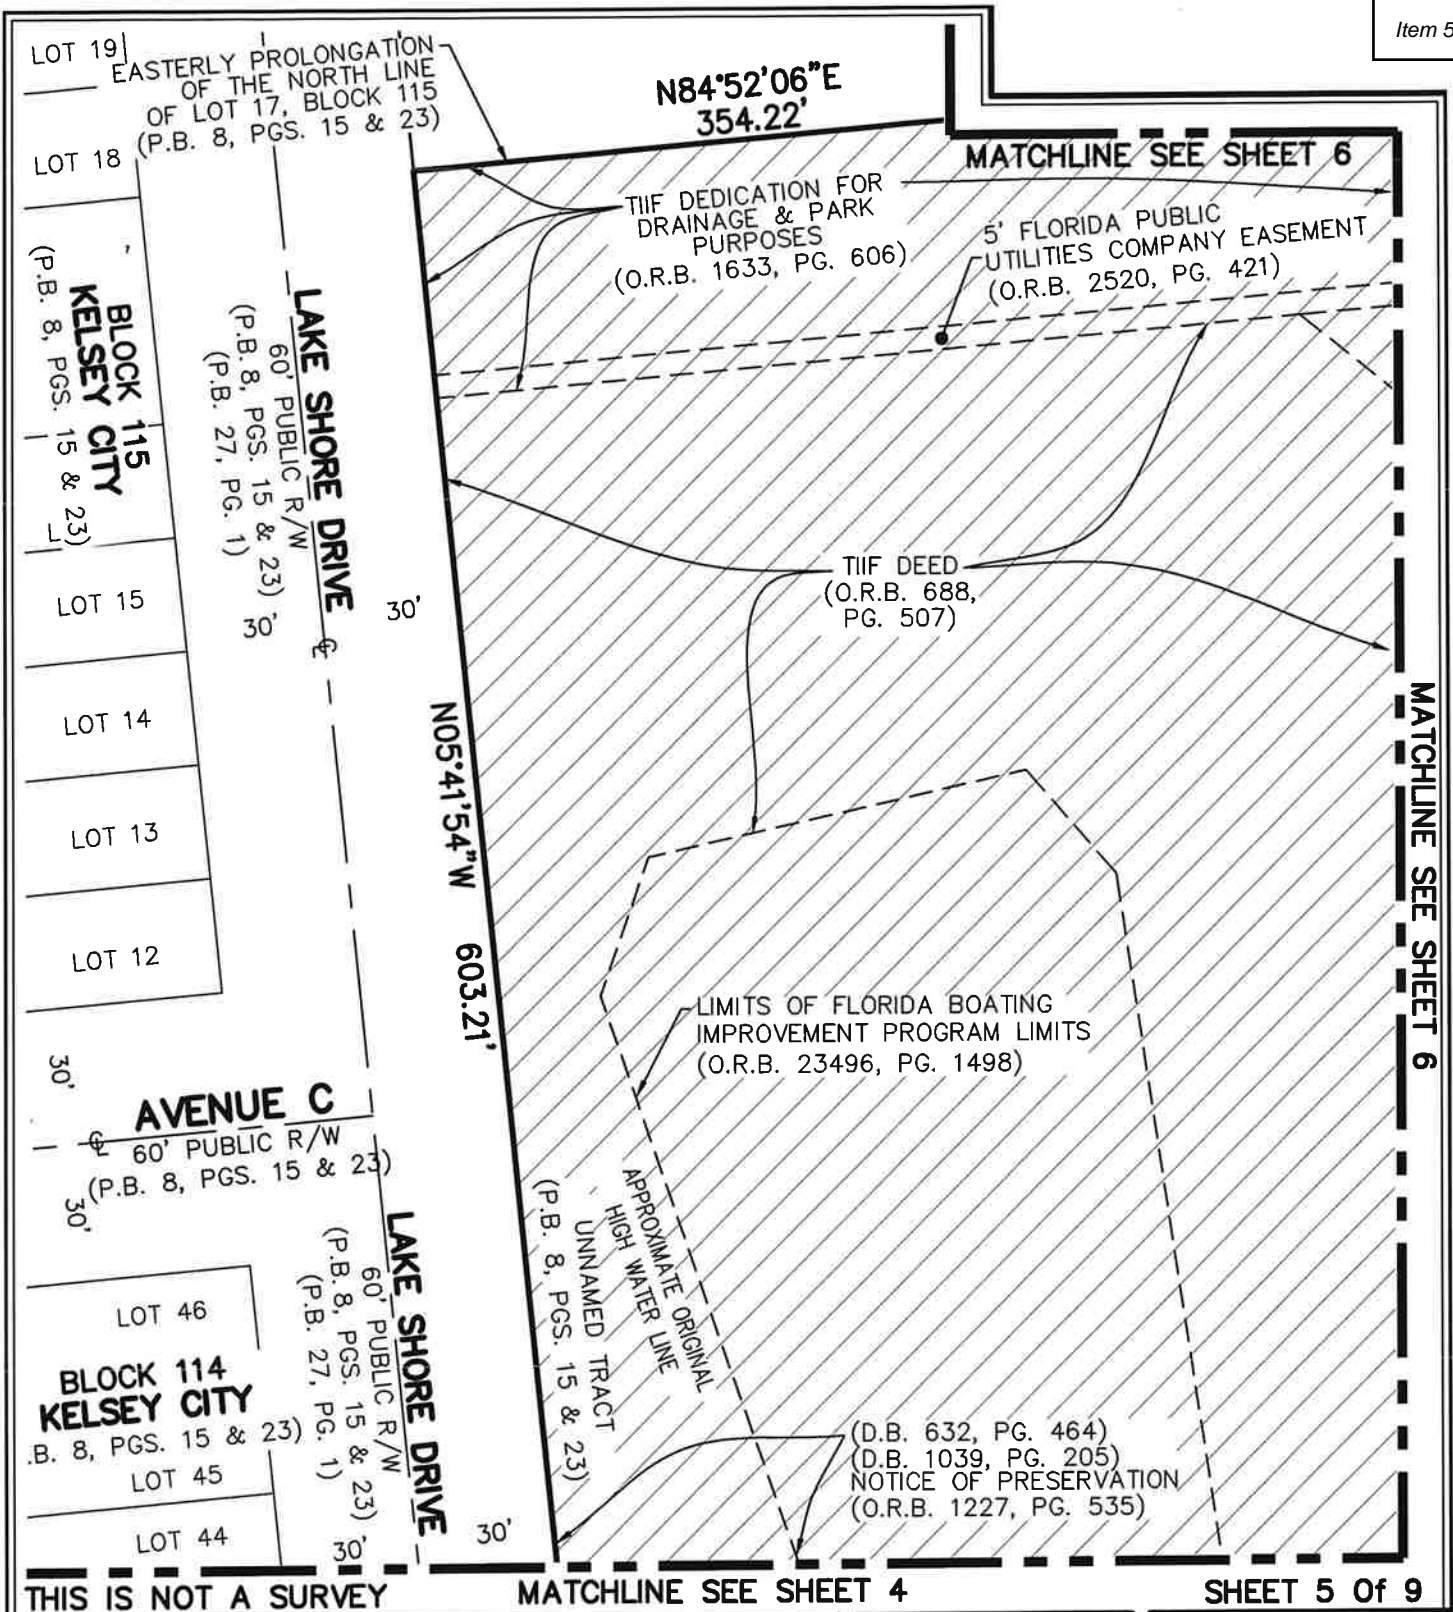 Item 5
LOT 19
EASTERLY PROLONGATION
OF THE NORTH LINE
OF LOT 17, BLOCK 115
(P.B. 8, PGS. 15 & 23)
N84°52'06"E
354.22'
LOT 18
MATCHLINE SEE SHEET 6
TIIF DEDICATION FOR
DRAINAGE & PARK
PURPOSES
(O.R.B. 1633, PG. 606)
5' FLORIDA PUBLIC
UTILITIES COMPANY EASEMENT
(O.R.B. 2520, PG. 421)
BLOCK 115
KELSEY CITY
(P.B. 8, PGS. 15 & 23)
LAKE SHORE DRIVE
60' PUBLIC R/W
(P.B. 8, PGS. 15 & 23)
(P.B. 27, PG. 1)
L
30'
30'
℄
LOT 15
TIIF DEED
(O.R.B. 688,
PG. 507)
LOT 14
N05°41'54"W 603.21'
MATCHLINE SEE SHEET 6
LOT 13
LOT 12
LIMITS OF FLORIDA BOATING
IMPROVEMENT PROGRAM LIMITS
(O.R.B. 23496, PG. 1498)
30'
AVENUE C
℄
60' PUBLIC R/W
(P.B. 8, PGS. 15 & 23)
30'
APPROXIMATE ORIGINAL
HIGH WATER LINE
UNNAMED TRACT
(P.B. 8, PGS. 15 & 23)
LAKE SHORE DRIVE
60' PUBLIC R/W
(P.B. 8, PGS. 15 & 23)
(P.B. 27, PG. 1)
LOT 46
BLOCK 114
KELSEY CITY
.B. 8, PGS. 15 & 23)
LOT 45
(D.B. 632, PG. 464)
(D.B. 1039, PG. 205)
NOTICE OF PRESERVATION
(O.R.B. 1227, PG. 535)
LOT 44
30'
30'
THIS IS NOT A SURVEY
MATCHLINE SEE SHEET 4
SHEET 5 Of 9